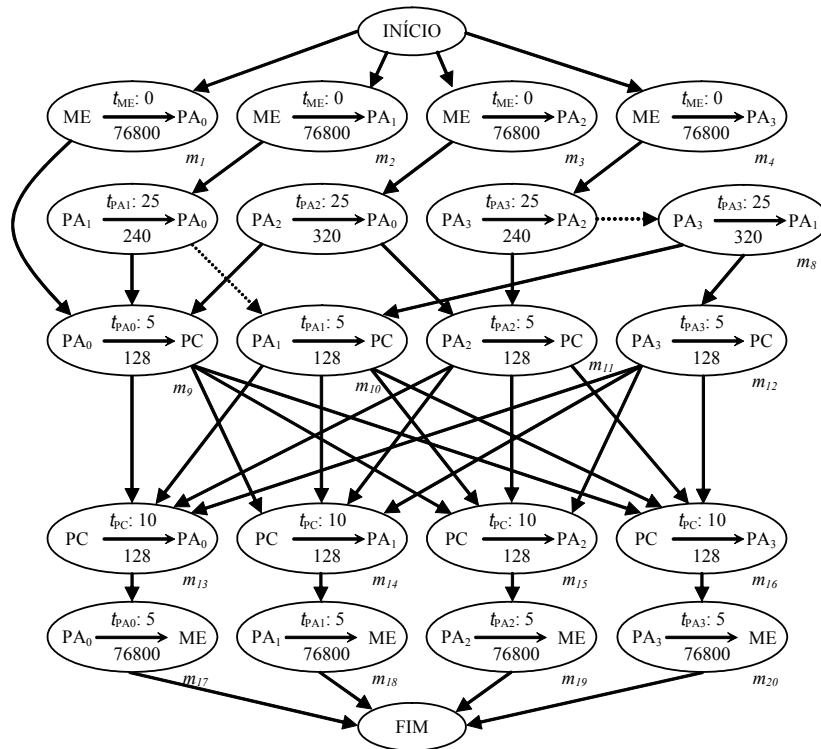 INÍCIO
t_ME: 0
ME PA₀
76800
m₁
t_ME: 0
ME PA₁
76800
m₂
t_ME: 0
ME PA₂
76800
m₃
t_ME: 0
ME PA₃
76800
m₄
t_PA1: 25
PA₁ PA₀
240
t_PA2: 25
PA₂ PA₀
320
t_PA3: 25
PA₃ PA₂
240
t_PA3: 25
PA₃ PA₁
320
m₈
t_PA0: 5
PA₀ PC
128
m₉
t_PA1: 5
PA₁ PC
128
m₁₀
t_PA2: 5
PA₂ PC
128
m₁₁
t_PA3: 5
PA₃ PC
128
m₁₂
t_PC: 10
PC PA₀
128
m₁₃
t_PC: 10
PC PA₁
128
m₁₄
t_PC: 10
PC PA₂
128
m₁₅
t_PC: 10
PC PA₃
128
m₁₆
t_PA0: 5
PA₀ ME
76800
m₁₇
t_PA1: 5
PA₁ ME
76800
m₁₈
t_PA2: 5
PA₂ ME
76800
m₁₉
t_PA3: 5
PA₃ ME
76800
m₂₀
FIM